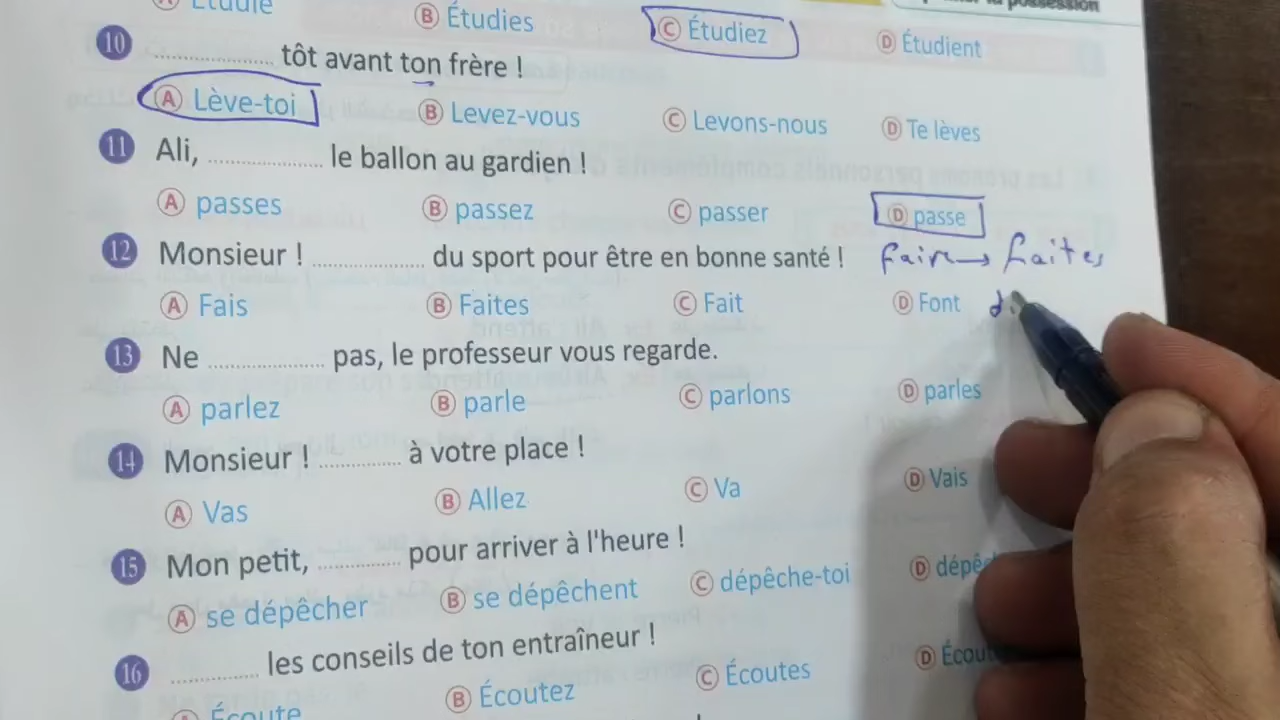 la possession
A Étudie B Étudies C Étudiez D Étudient
10 .................... tôt avant ton frère !
A Lève-toi B Levez-vous C Levons-nous D Te lèves
11 Ali, .................... le ballon au gardien !
A passes B passez C passer D passe
12 Monsieur ! .................... du sport pour être en bonne santé ! faire → faites
A Fais B Faites C Fait D Font
13 Ne .................... pas, le professeur vous regarde.
A parlez B parle C parlons D parles
14 Monsieur ! .................... à votre place !
A Vas B Allez C Va D Vais
15 Mon petit, .................... pour arriver à l'heure !
A se dépêcher B se dépêchent C dépêche-toi D
16 .................... les conseils de ton entraîneur !
A Écoute B Écoutez C Écoutes D